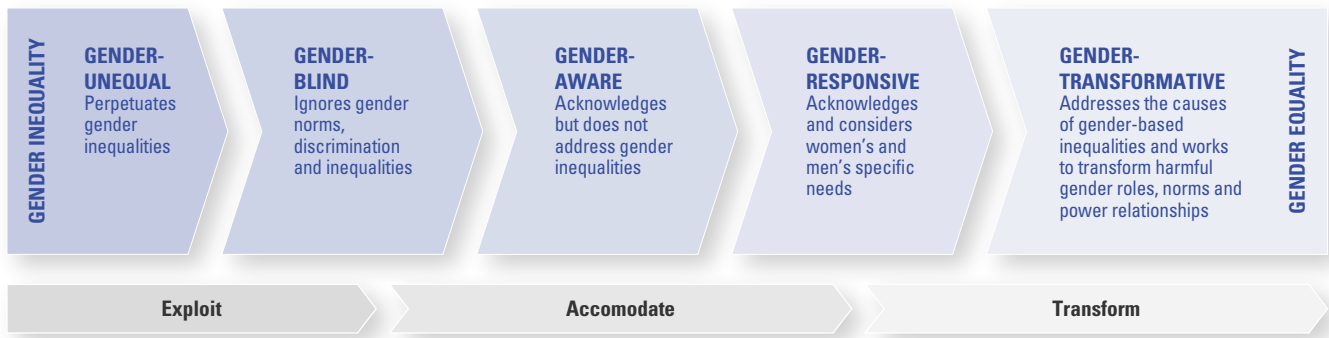 GENDER INEQUALITY
GENDER-
UNEQUAL
Perpetuates
gender
inequalities
GENDER-
BLIND
Ignores gender
norms,
discrimination
and inequalities
GENDER-
AWARE
Acknowledges
but does not
address gender
inequalities
GENDER-
RESPONSIVE
Acknowledges
and considers
women's and
men's specific
needs
GENDER-
TRANSFORMATIVE
Addresses the causes
of gender-based
inequalities and works
to transform harmful
gender roles, norms and
power relationships
GENDER EQUALITY
Exploit
Accomodate
Transform